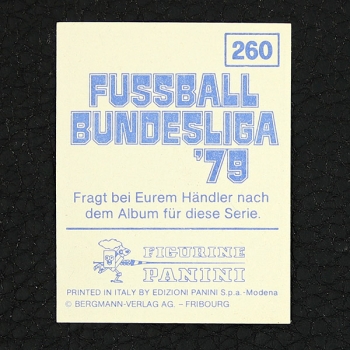 260
FUSSBALL
BUNDESLIGA
'79
Fragt bei Eurem Händler nach
dem Album für diese Serie.
FIGURINE
PANINI
PRINTED IN ITALY BY EDIZIONI PANINI S.p.a.-Modena
© BERGMANN-VERLAG AG. – FRIBOURG